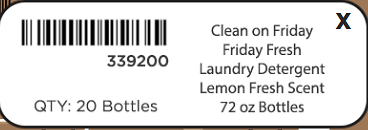 X
Clean on Friday
Friday Fresh
339200
Laundry Detergent
Lemon Fresh Scent
QTY: 20 Bottles
72 oz Bottles